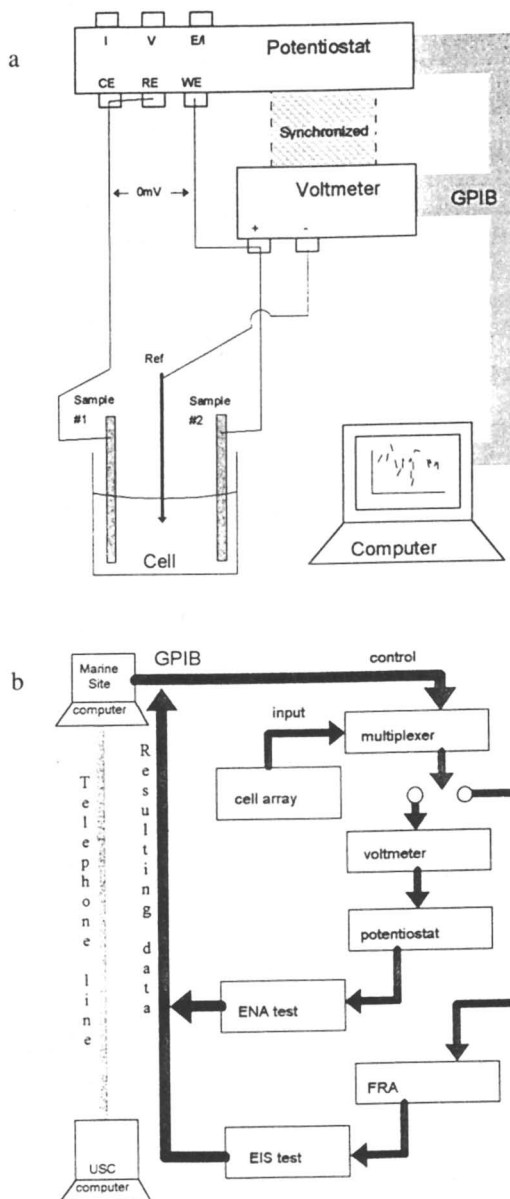 a
I V E/I
Potentiostat
CE RE WE
Synchronized
0mV
Voltmeter
GPIB
+ -
Ref
Sample
#1
Sample
#2
Cell
Computer
b
GPIB
control
Marine
Site
computer
input
multiplexer
cell array
Telephone line
Resulting data
voltmeter
potentiostat
ENA test
FRA
EIS test
USC
computer